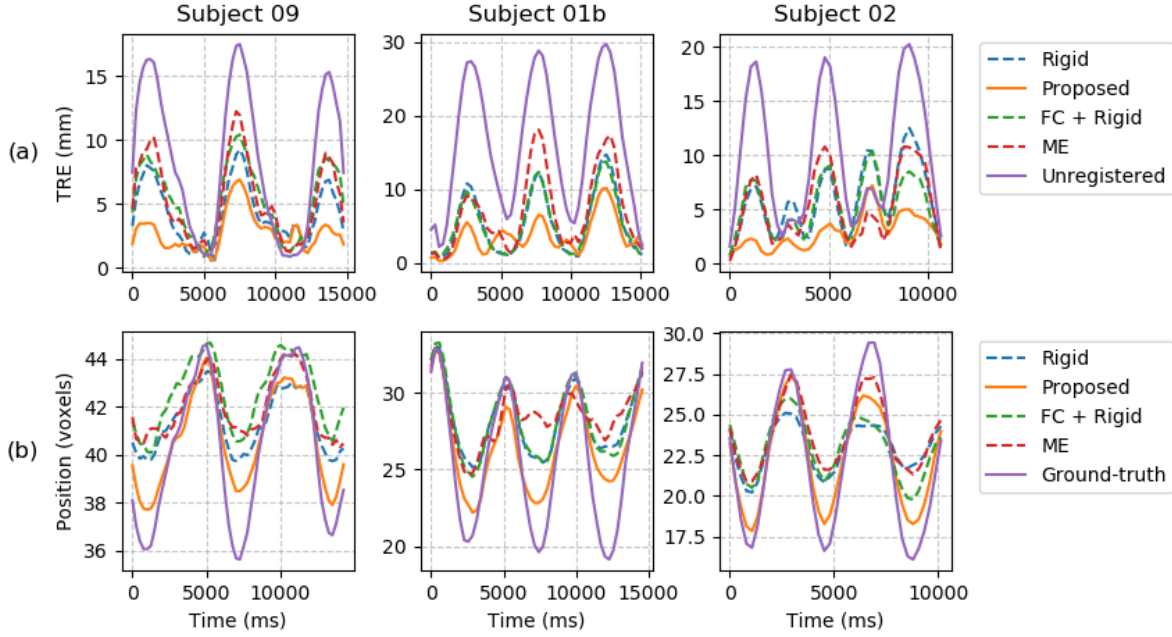 Subject 09 Subject 01b Subject 02
(a)
TRE (mm)
15
10
5
0
0 5000 10000 15000
30
20
10
0
0 5000 10000 15000
20
15
10
5
0
0 5000 10000
Rigid
Proposed
FC + Rigid
ME
Unregistered
(b)
Position (voxels)
44
42
40
38
36
0 5000 10000
Time (ms)
30
25
20
0 5000 10000 15000
Time (ms)
30.0
27.5
25.0
22.5
20.0
17.5
0 5000 10000
Time (ms)
Rigid
Proposed
FC + Rigid
ME
Ground-truth